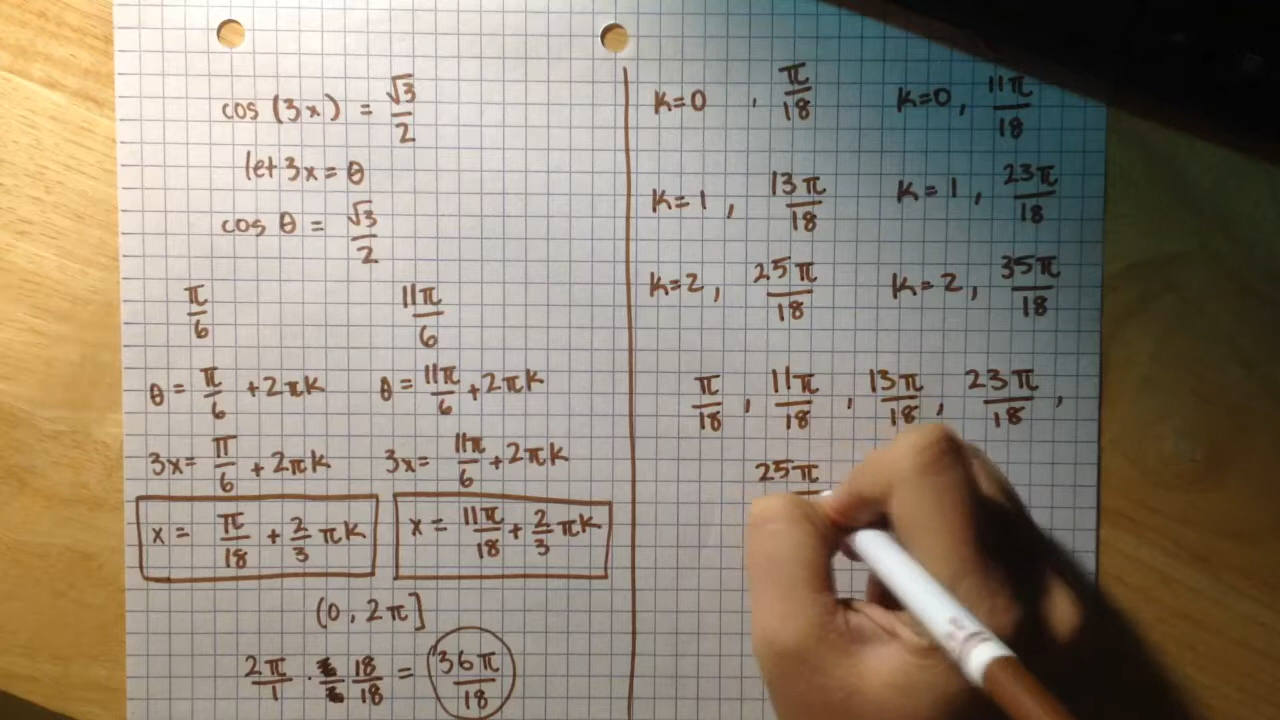 cos (3x) = √3/2
let 3x = θ
cos θ = √3/2
π/6 11π/6
θ = π/6 + 2πk θ = 11π/6 + 2πk
3x = π/6 + 2πk 3x = 11π/6 + 2πk
x = π/18 + 2/3 πk x = 11π/18 + 2/3 πk
(0, 2π]
2π/1 · 18/18 = 36π/18
k=0, π/18 k=0, 11π/18
k=1, 13π/18 k=1, 23π/18
k=2, 25π/18 k=2, 35π/18
π/18, 11π/18, 13π/18, 23π/18,
25π